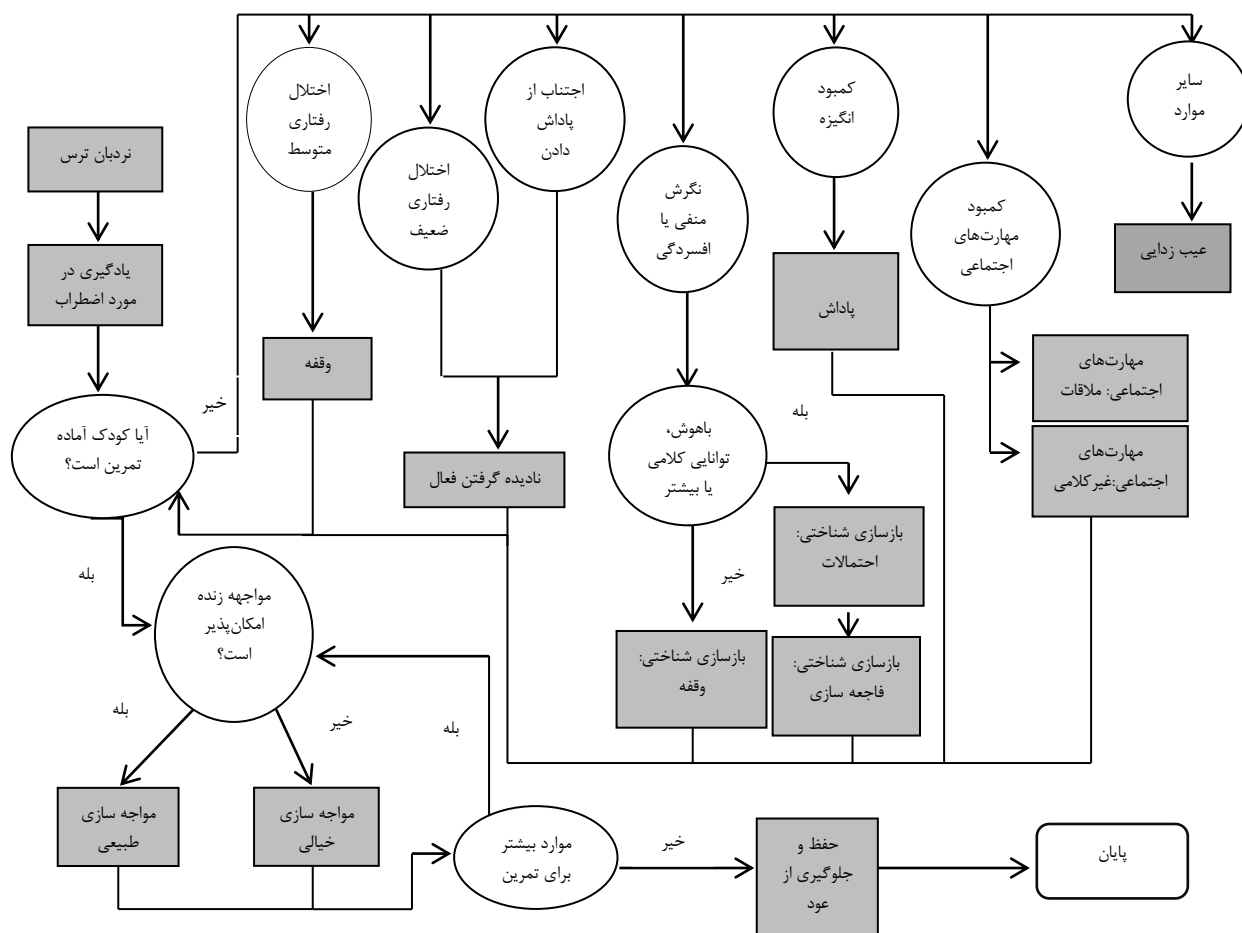 سایر
موارد
کمبود
انگیزه
اجتناب از
پاداش
دادن
اختلال
رفتاری
متوسط
نردبان ترس
اختلال
رفتاری
ضعیف
نگرش
منفی یا
افسردگی
کمبود
مهارت‌های
اجتماعی
عیب زدایی
یادگیری در
مورد اضطراب
پاداش
وقفه
مهارت‌های
اجتماعی: ملاقات
خیر
بله
آیا کودک آماده
تمرین است؟
باهوش،
توانایی کلامی
یا بیشتر
مهارت‌های
اجتماعی:غیرکلامی
نادیده گرفتن فعال
بازسازی شناختی:
احتمالات
بله
خیر
مواجهه زنده
امکان‌پذیر
است؟
بازسازی شناختی:
وقفه
بازسازی شناختی:
فاجعه سازی
بله
خیر
بله
مواجه سازی
طبیعی
مواجه سازی
خیالی
موارد بیشتر
برای تمرین
خیر
حفظ و
جلوگیری از
عود
پایان